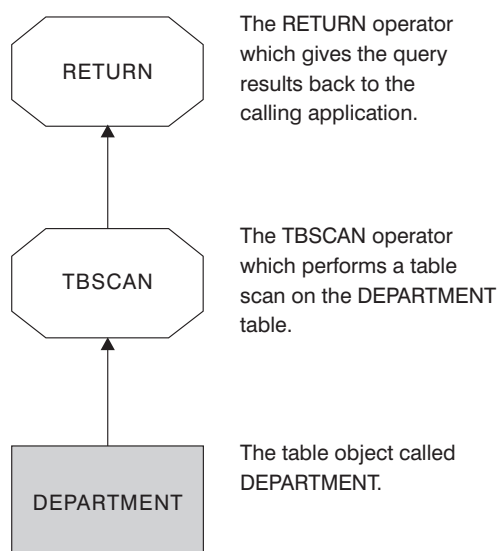 RETURN
The RETURN operator
which gives the query
results back to the
calling application.
TBSCAN
The TBSCAN operator
which performs a table
scan on the DEPARTMENT
table.
DEPARTMENT
The table object called
DEPARTMENT.